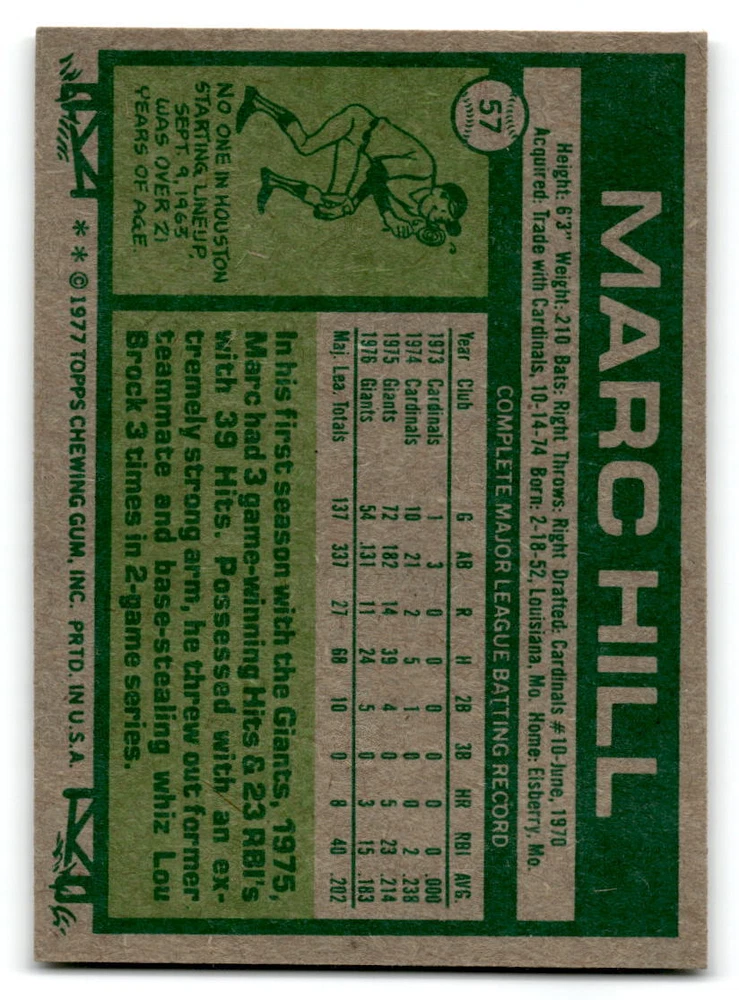 57
MARC HILL
Height: 6'3" Weight: 210 Bats: Right Throws: Right Drafted: Cardinals #10-June, 1970
Acquired: Trade with Cardinals, 10-14-74 Born: 2-18-52, Louisiana, Mo. Home: Elsberry, Mo.
COMPLETE MAJOR LEAGUE BATTING RECORD
Year Club G AB R H 2B 3B HR RBI AVG.
1973 Cardinals 1 3 0 0 0 0 0 0 .000
1974 Cardinals 10 21 2 5 1 0 0 2 .238
1975 Giants 72 182 14 39 4 0 5 23 .214
1976 Giants 54 131 11 24 5 0 3 15 .183
Maj. Lea. Totals 137 337 27 68 10 0 8 40 .202
NO ONE IN HOUSTON
STARTING LINEUP,
SEPT. 9, 1963
WAS OVER 21
YEARS OF AGE.
In his first season with the Giants, 1975,
Marc had 3 game-winning Hits & 23 RBI's
with 39 Hits. Possessed with an ex-
tremely strong arm, he threw out former
teammate and base-stealing whiz Lou
Brock 3 times in 2-game series.
* * © 1977 TOPPS CHEWING GUM, INC. PRTD. IN U.S.A.